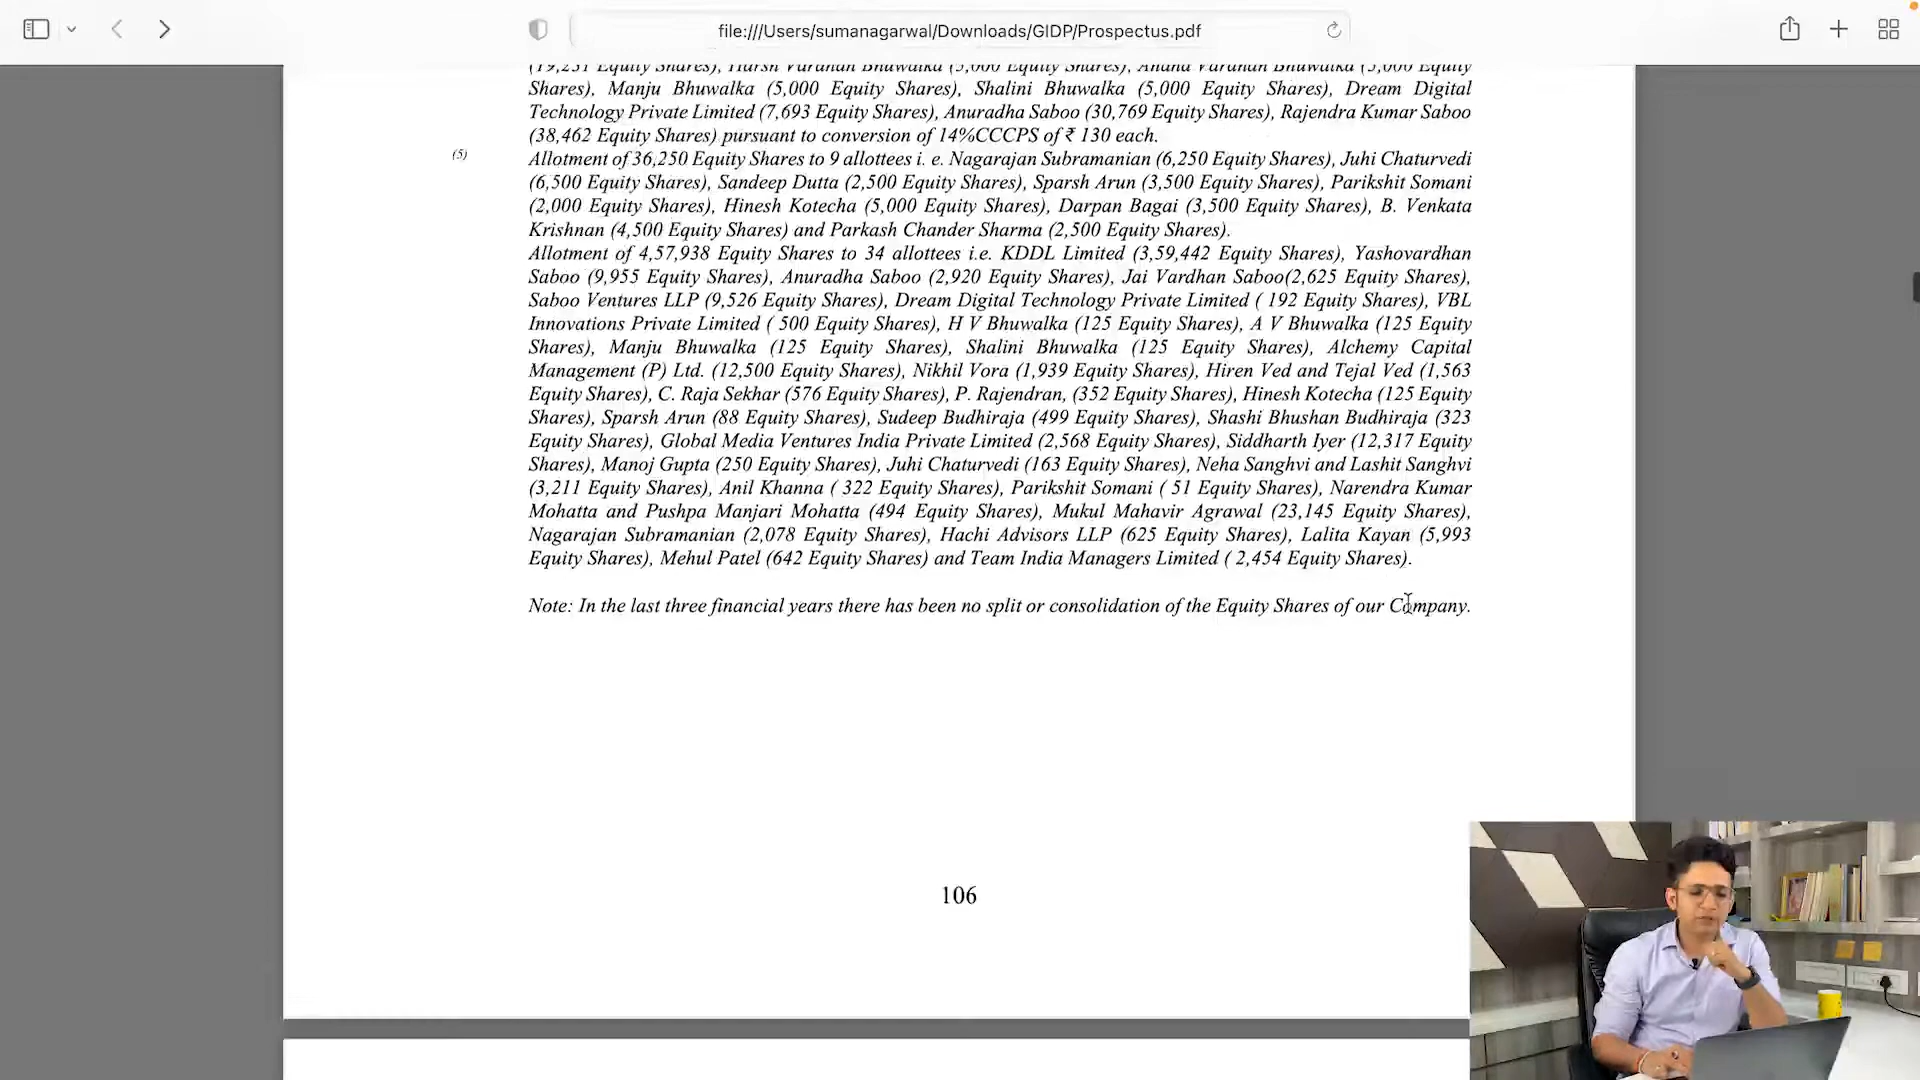 file:///Users/sumanagarwal/Downloads/GIDP/Prospectus.pdf
(19,231 Equity Shares), Harsh Vardhan Bhuwalka (5,000 Equity Shares), Anand Vardhan Bhuwalka (5,000 Equity
Shares), Manju Bhuwalka (5,000 Equity Shares), Shalini Bhuwalka (5,000 Equity Shares), Dream Digital
Technology Private Limited (7,693 Equity Shares), Anuradha Saboo (30,769 Equity Shares), Rajendra Kumar Saboo
(38,462 Equity Shares) pursuant to conversion of 14%CCCPS of ₹ 130 each.
(5) Allotment of 36,250 Equity Shares to 9 allottees i. e. Nagarajan Subramanian (6,250 Equity Shares), Juhi Chaturvedi
(6,500 Equity Shares), Sandeep Dutta (2,500 Equity Shares), Sparsh Arun (3,500 Equity Shares), Parikshit Somani
(2,000 Equity Shares), Hinesh Kotecha (5,000 Equity Shares), Darpan Bagai (3,500 Equity Shares), B. Venkata
Krishnan (4,500 Equity Shares) and Parkash Chander Sharma (2,500 Equity Shares).
Allotment of 4,57,938 Equity Shares to 34 allottees i.e. KDDL Limited (3,59,442 Equity Shares), Yashovardhan
Saboo (9,955 Equity Shares), Anuradha Saboo (2,920 Equity Shares), Jai Vardhan Saboo(2,625 Equity Shares),
Saboo Ventures LLP (9,526 Equity Shares), Dream Digital Technology Private Limited ( 192 Equity Shares), VBL
Innovations Private Limited ( 500 Equity Shares), H V Bhuwalka (125 Equity Shares), A V Bhuwalka (125 Equity
Shares), Manju Bhuwalka (125 Equity Shares), Shalini Bhuwalka (125 Equity Shares), Alchemy Capital
Management (P) Ltd. (12,500 Equity Shares), Nikhil Vora (1,939 Equity Shares), Hiren Ved and Tejal Ved (1,563
Equity Shares), C. Raja Sekhar (576 Equity Shares), P. Rajendran, (352 Equity Shares), Hinesh Kotecha (125 Equity
Shares), Sparsh Arun (88 Equity Shares), Sudeep Budhiraja (499 Equity Shares), Shashi Bhushan Budhiraja (323
Equity Shares), Global Media Ventures India Private Limited (2,568 Equity Shares), Siddharth Iyer (12,317 Equity
Shares), Manoj Gupta (250 Equity Shares), Juhi Chaturvedi (163 Equity Shares), Neha Sanghvi and Lashit Sanghvi
(3,211 Equity Shares), Anil Khanna ( 322 Equity Shares), Parikshit Somani ( 51 Equity Shares), Narendra Kumar
Mohatta and Pushpa Manjari Mohatta (494 Equity Shares), Mukul Mahavir Agrawal (23,145 Equity Shares),
Nagarajan Subramanian (2,078 Equity Shares), Hachi Advisors LLP (625 Equity Shares), Lalita Kayan (5,993
Equity Shares), Mehul Patel (642 Equity Shares) and Team India Managers Limited ( 2,454 Equity Shares).
Note: In the last three financial years there has been no split or consolidation of the Equity Shares of our Company.
106